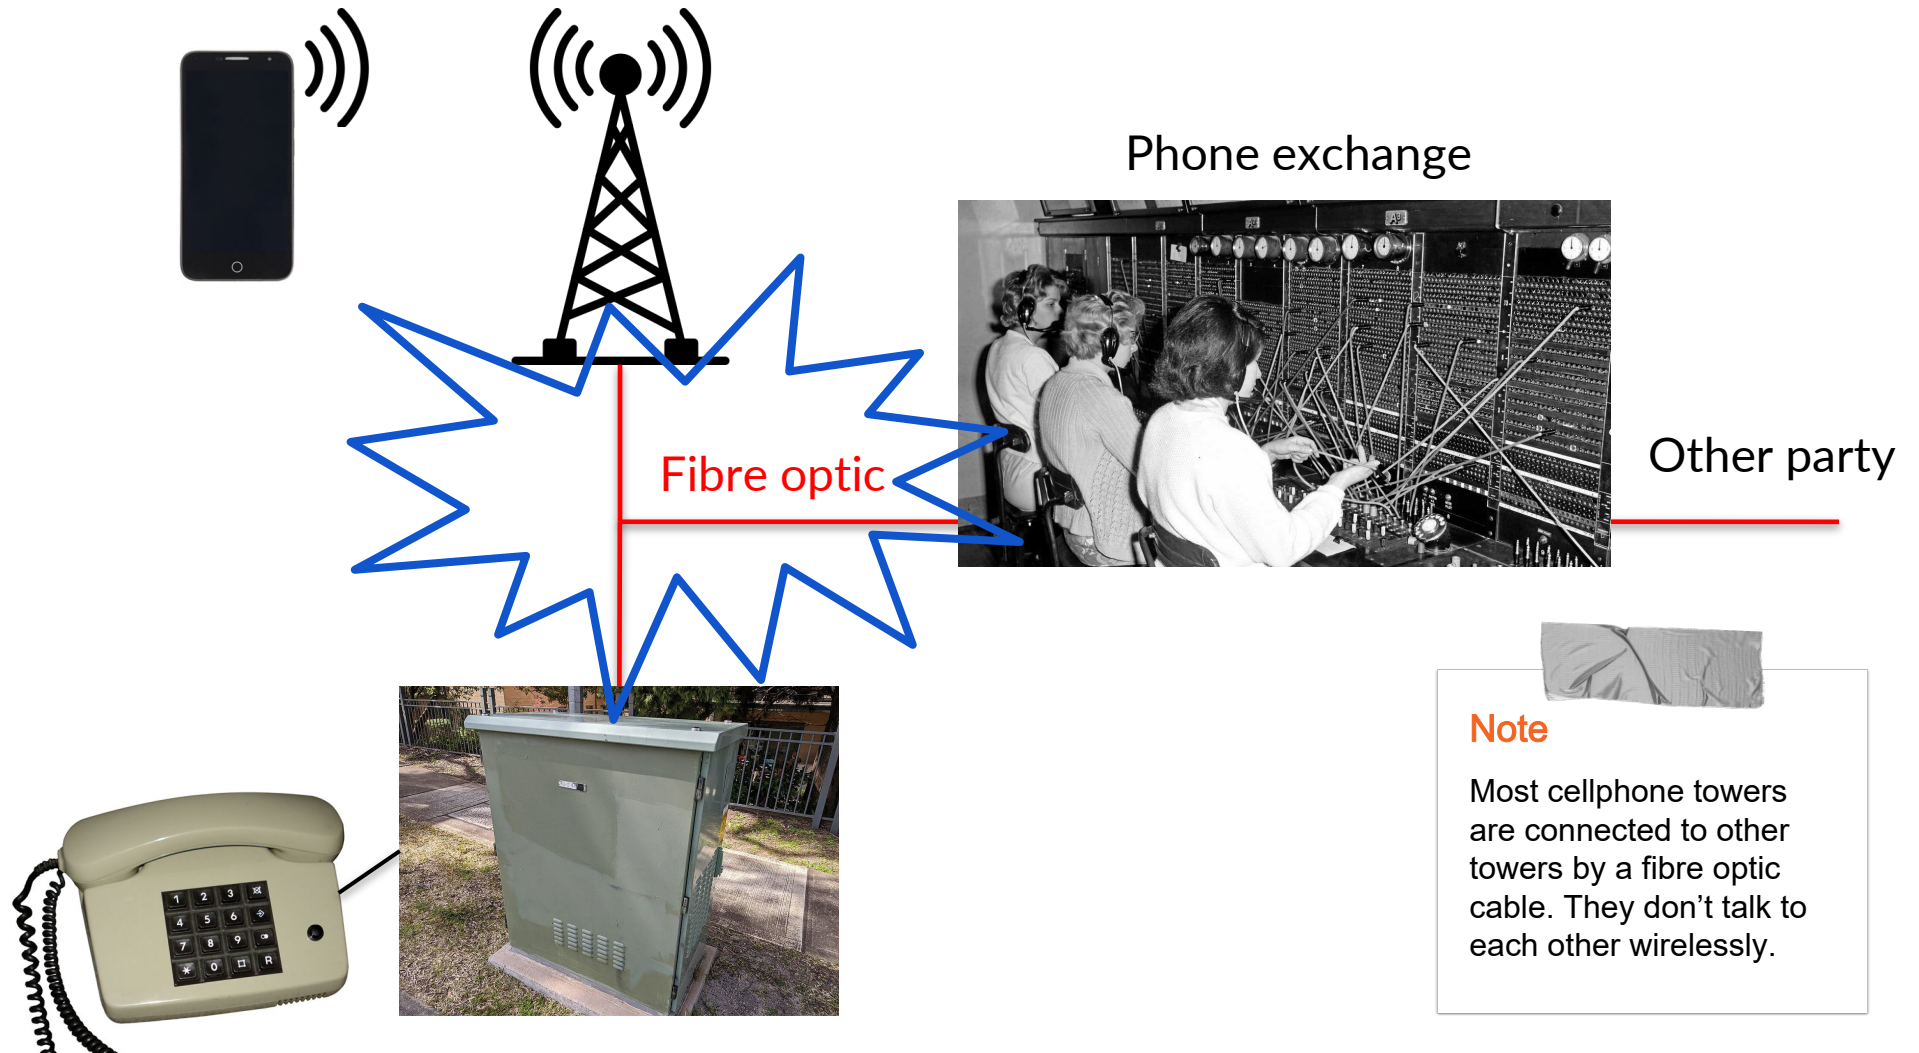 Phone exchange
Fibre optic
Other party
Note
Most cellphone towers
are connected to other
towers by a fibre optic
cable. They don’t talk to
each other wirelessly.
1 2 3
4 5 6
7 8 9
* 0 R